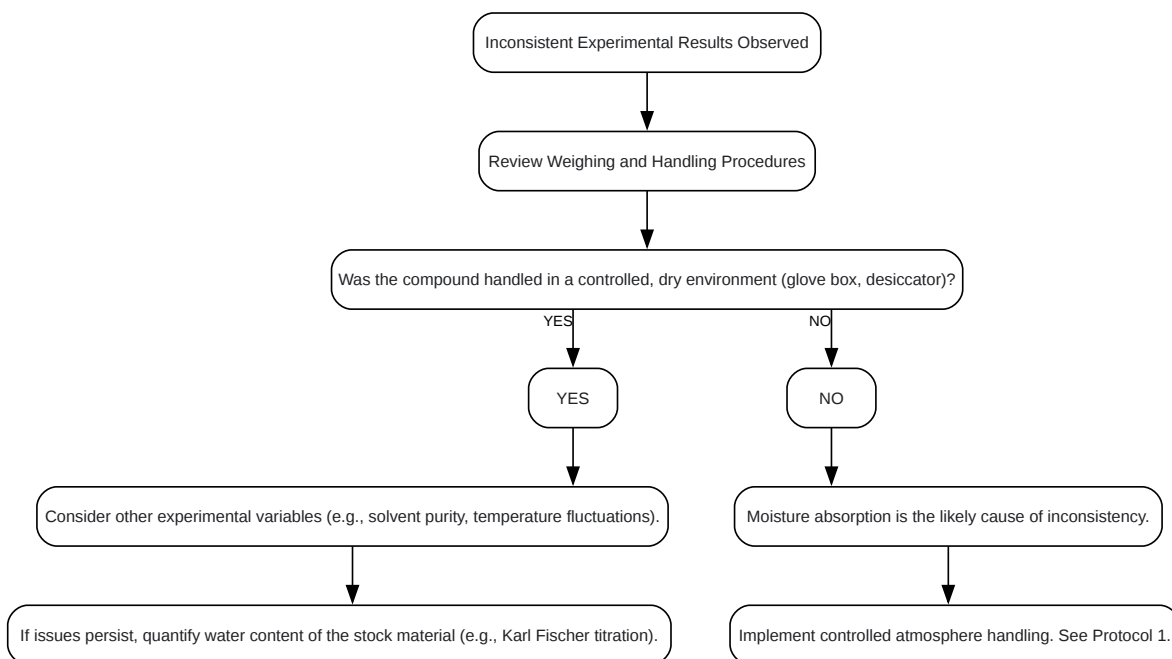 Inconsistent Experimental Results Observed
Review Weighing and Handling Procedures
Was the compound handled in a controlled, dry environment (glove box, desiccator)?
YES
NO
YES
NO
Consider other experimental variables (e.g., solvent purity, temperature fluctuations).
Moisture absorption is the likely cause of inconsistency.
If issues persist, quantify water content of the stock material (e.g., Karl Fischer titration).
Implement controlled atmosphere handling. See Protocol 1.